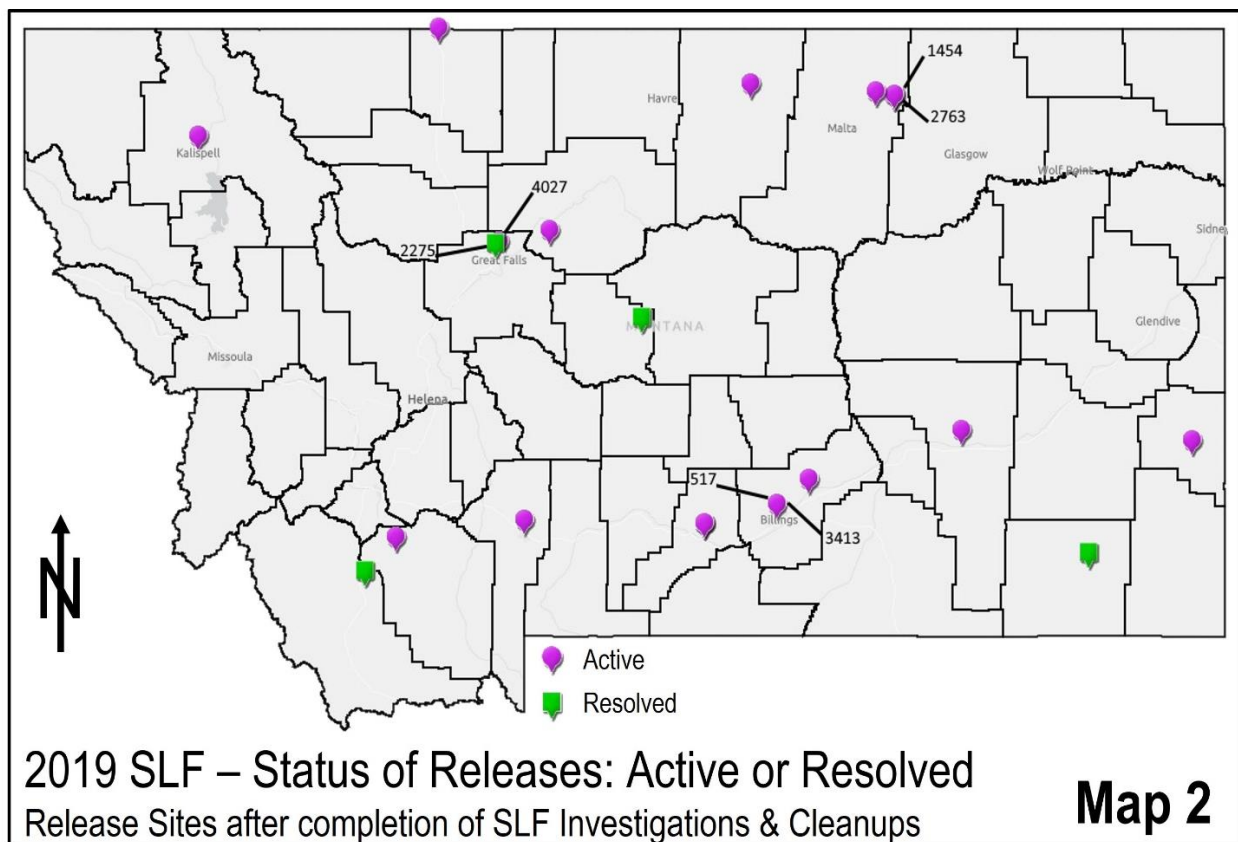 1454
Havre
2763
Malta
Kalispell
Glasgow
Wolf Point
4027
Sidne
2275
Great Falls
MONTANA
Glendive
Missoula
Helena
517
Billings
3413
N
Active
Resolved
2019 SLF – Status of Releases: Active or Resolved
Release Sites after completion of SLF Investigations & Cleanups
Map 2